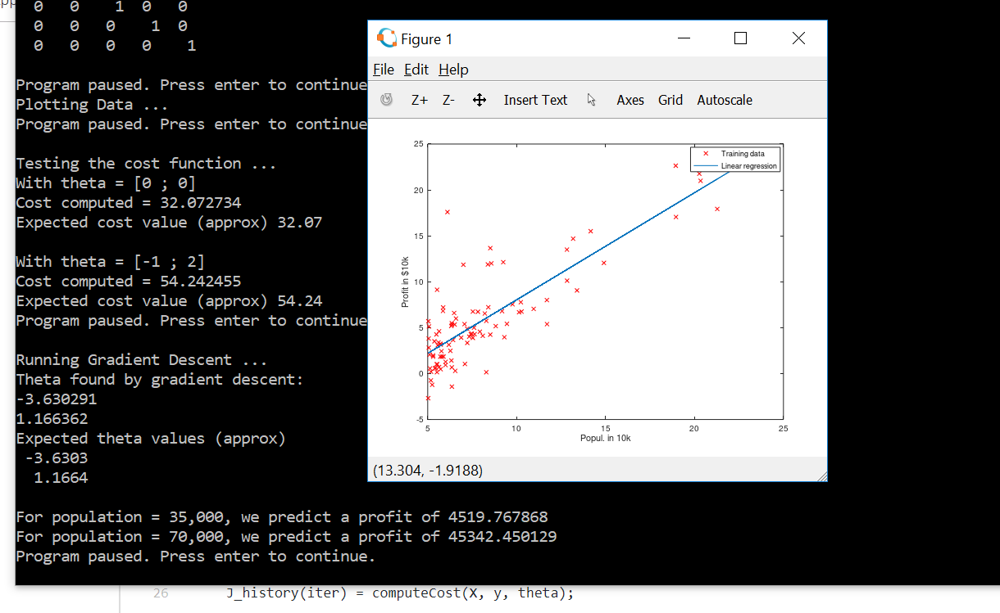 0 0 1 0 0
0 0 0 1 0
0 0 0 0 1
Program paused. Press enter to continue
Plotting Data ...
Program paused. Press enter to continue
Testing the cost function ...
With theta = [0 ; 0]
Cost computed = 32.072734
Expected cost value (approx) 32.07
With theta = [-1 ; 2]
Cost computed = 54.242455
Expected cost value (approx) 54.24
Program paused. Press enter to continue
Running Gradient Descent ...
Theta found by gradient descent:
-3.630291
1.166362
Expected theta values (approx)
-3.6303
1.1664
For population = 35,000, we predict a profit of 4519.767868
For population = 70,000, we predict a profit of 45342.450129
Program paused. Press enter to continue.
Figure 1
File Edit Help
Z+ Z- Insert Text Axes Grid Autoscale
Training data
Linear regression
25
20
15
10
5
0
-5
Profit in $10k
5 10 15 20 25
Popul. in 10k
(13.304, -1.9188)
26 J_history(iter) = computeCost(X, y, theta);